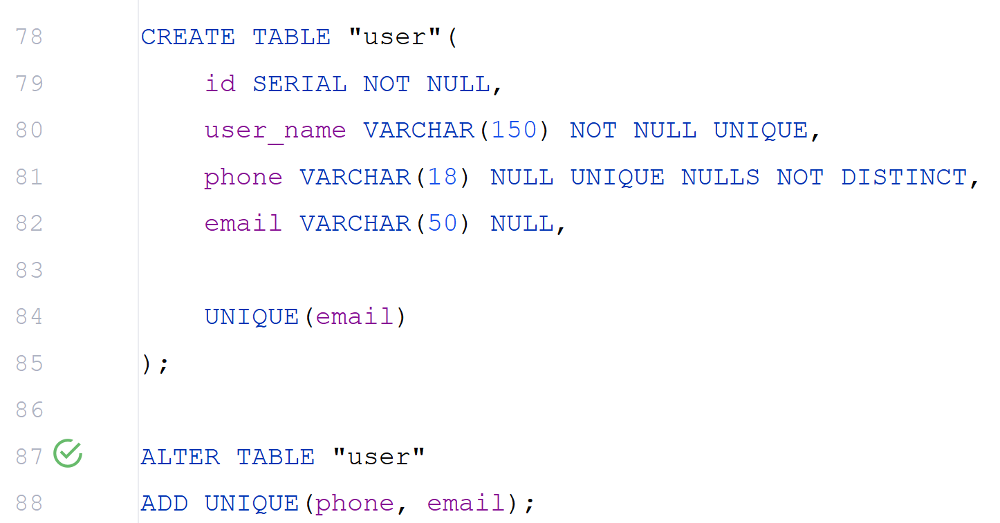 78 CREATE TABLE "user"(
79 id SERIAL NOT NULL,
80 user_name VARCHAR(150) NOT NULL UNIQUE,
81 phone VARCHAR(18) NULL UNIQUE NULLS NOT DISTINCT,
82 email VARCHAR(50) NULL,
83
84 UNIQUE(email)
85 );
86
87 ALTER TABLE "user"
88 ADD UNIQUE(phone, email);